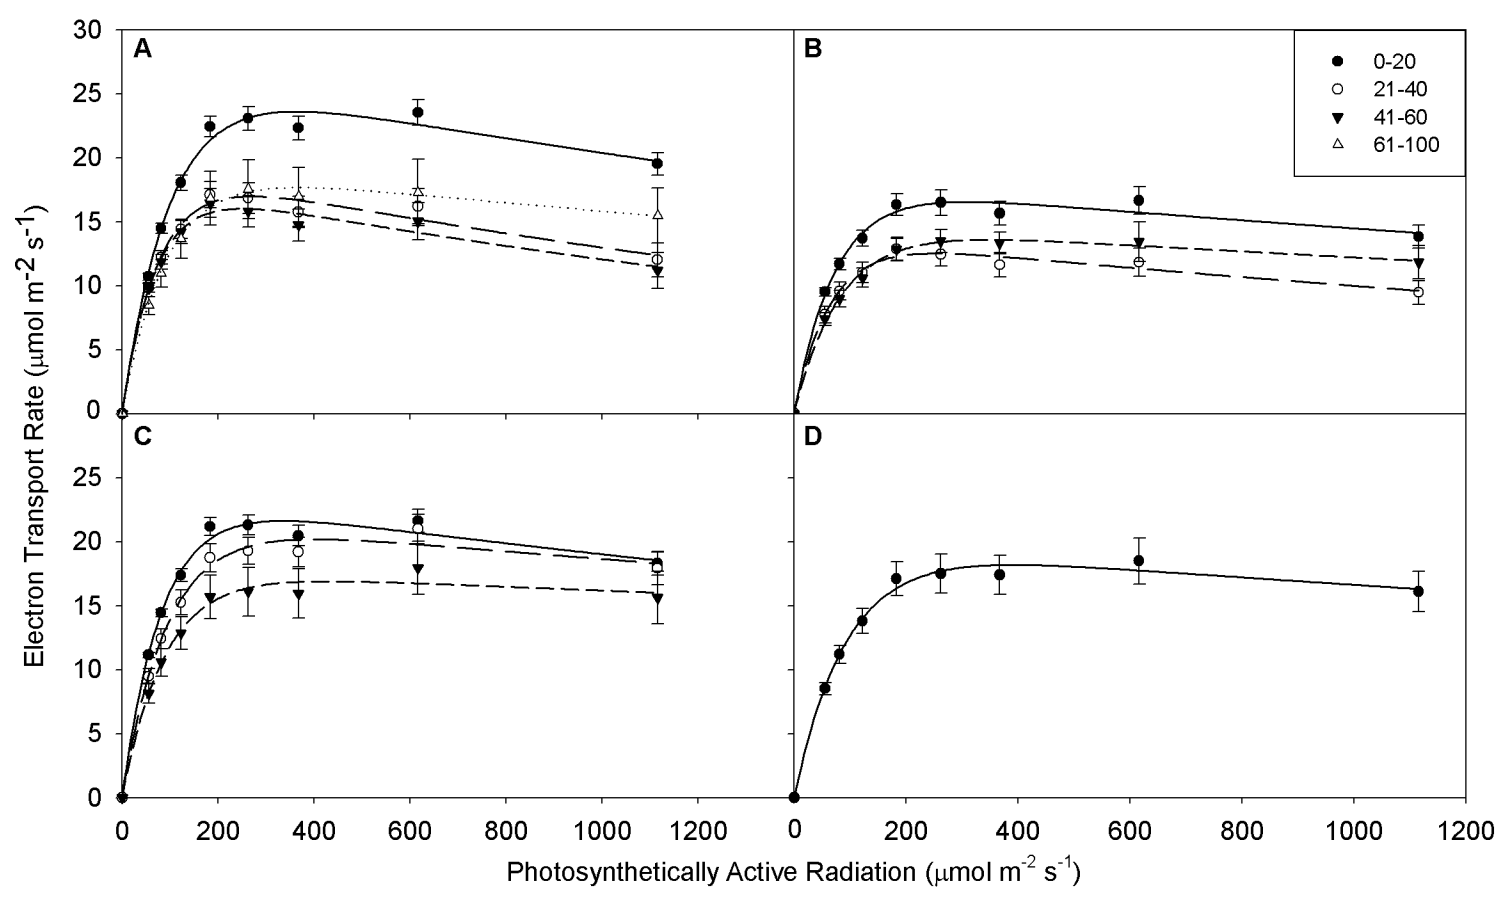 A
B
0-20
21-40
41-60
61-100
30
25
20
15
10
5
0
C
D
25
20
15
10
5
0
0 200 400 600 800 1000 1200
0 200 400 600 800 1000 1200
Electron Transport Rate (μmol m-2 s-1)
Photosynthetically Active Radiation (μmol m-2 s-1)